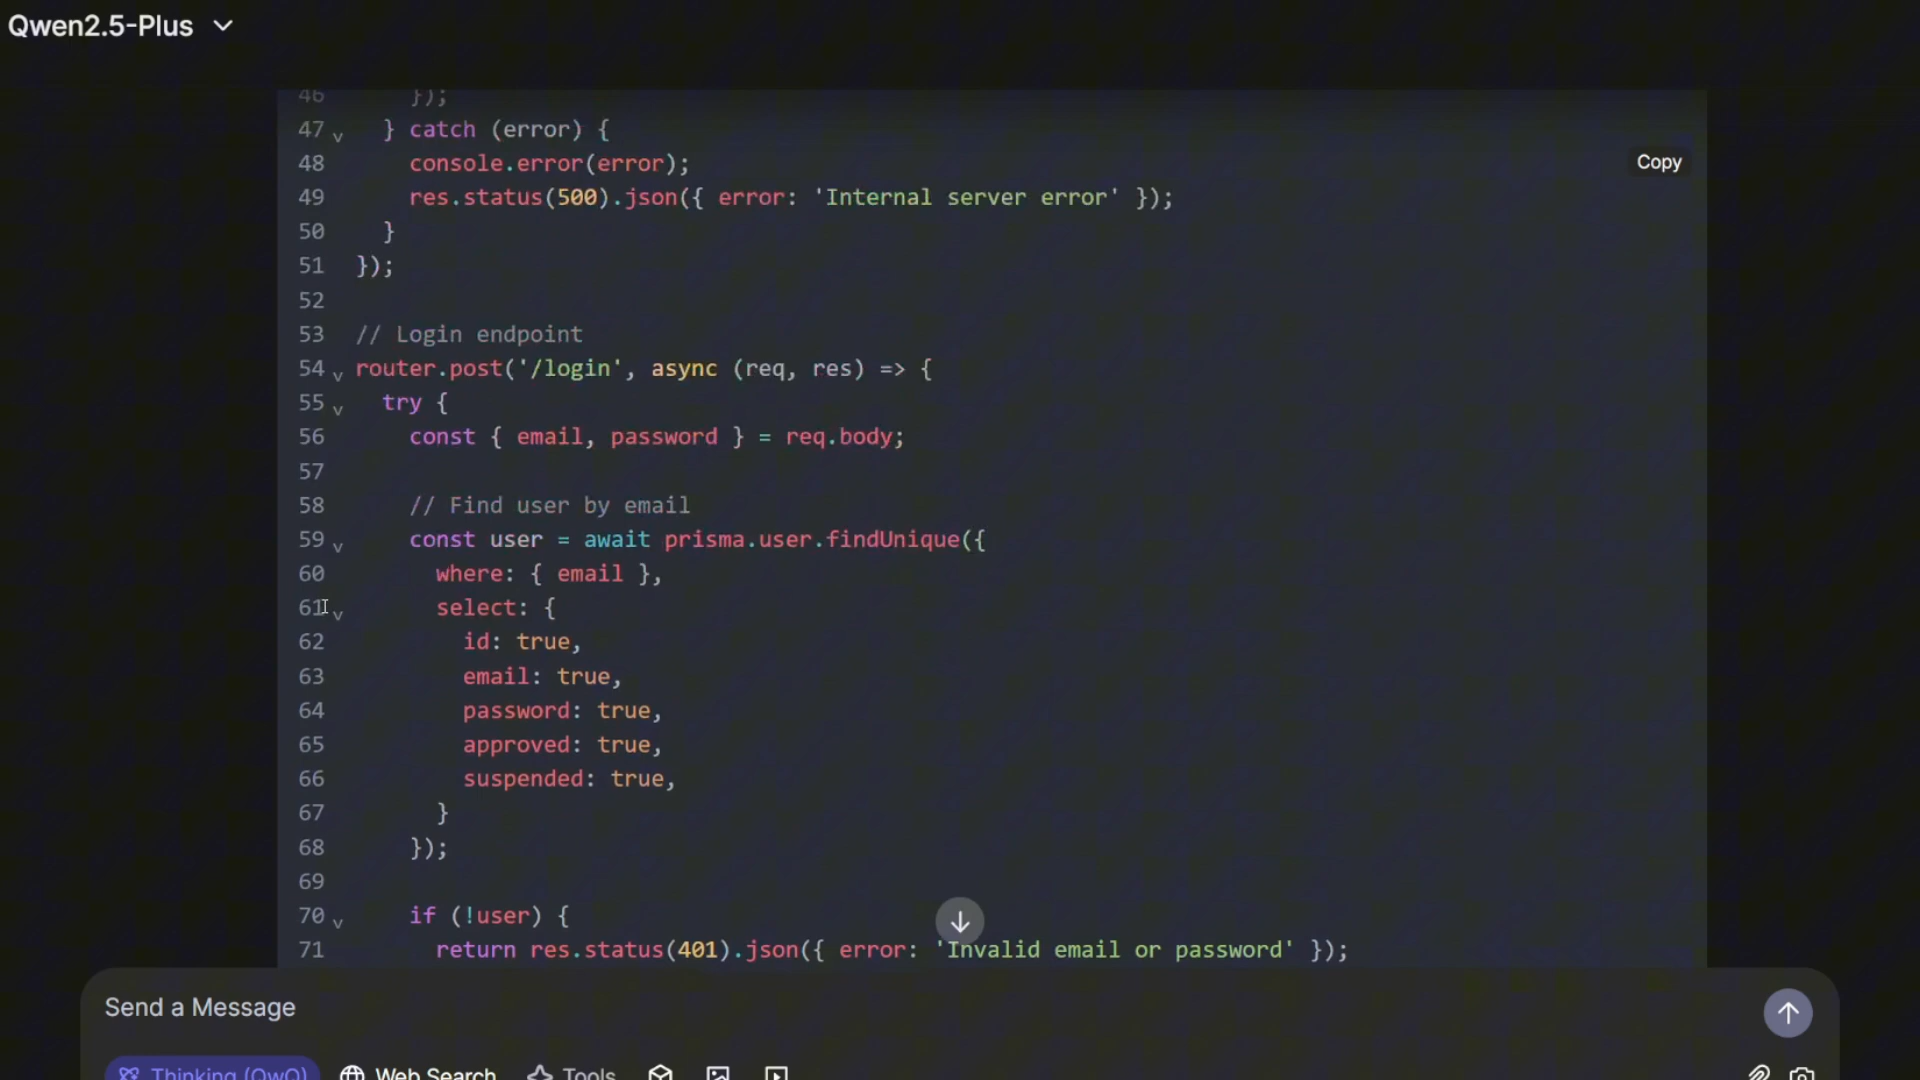 Qwen2.5-Plus
46 });
47 } catch (error) {
48 console.error(error);
Copy
49 res.status(500).json({ error: 'Internal server error' });
50 }
51 });
52
53 // Login endpoint
54 router.post('/login', async (req, res) => {
55 try {
56 const { email, password } = req.body;
57
58 // Find user by email
59 const user = await prisma.user.findUnique({
60 where: { email },
61 select: {
62 id: true,
63 email: true,
64 password: true,
65 approved: true,
66 suspended: true,
67 }
68 });
69
70 if (!user) {
71 return res.status(401).json({ error: 'Invalid email or password' });
Send a Message
Thinking (QwQ) Web Search Tools